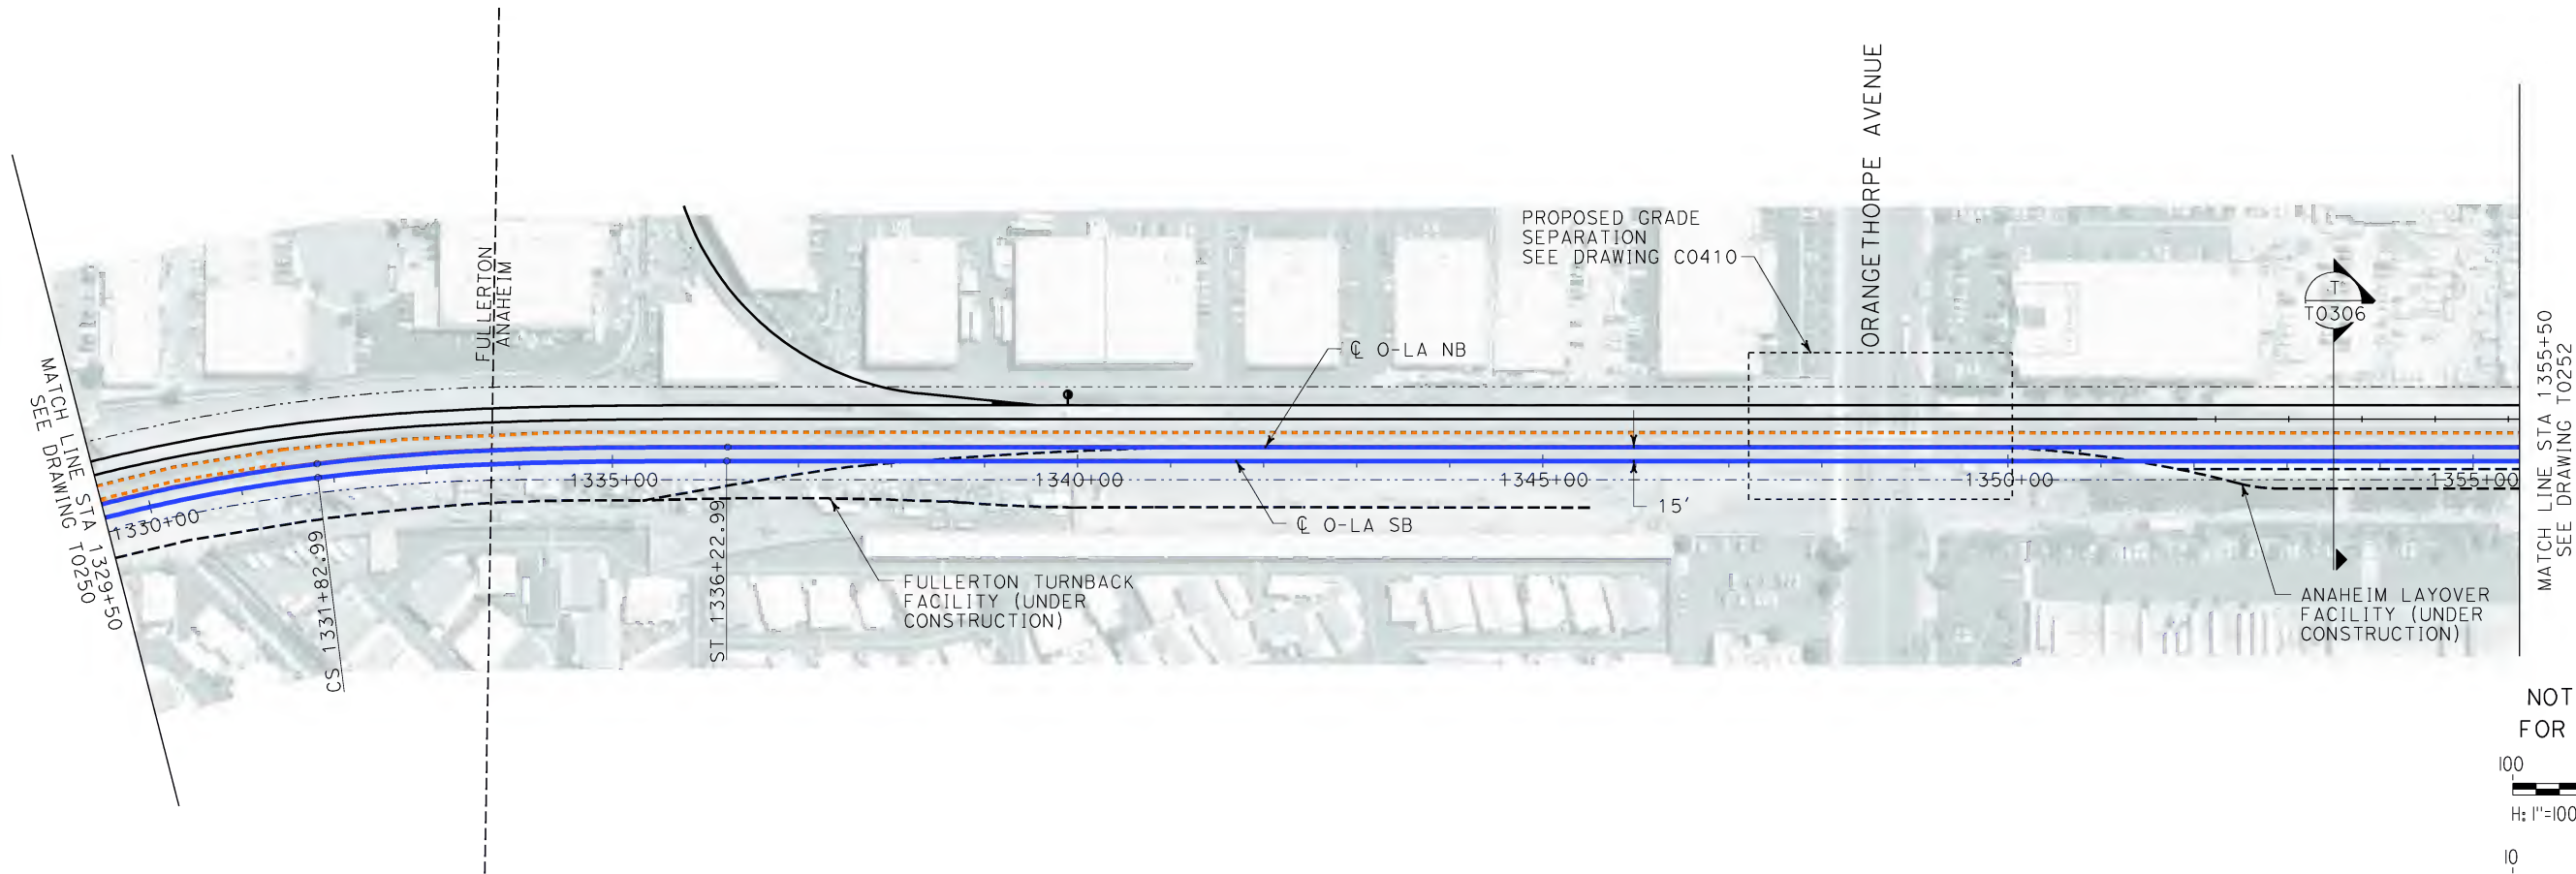 MATCH LINE STA 1329+50
SEE DRAWING T0250
FULLERTON
ANAHEIM
PROPOSED GRADE
SEPARATION
SEE DRAWING C0410
ORANGETHORPE AVENUE
T
T0306
MATCH LINE STA 1355+50
SEE DRAWING T0252
℄ O-LA NB
1330+00
1335+00
1340+00
1345+00
1350+00
1355+00
CS 1331+82.99
ST 1336+22.99
℄ O-LA SB
15'
FULLERTON TURNBACK
FACILITY (UNDER
CONSTRUCTION)
ANAHEIM LAYOVER
FACILITY (UNDER
CONSTRUCTION)
NOT
FOR
100
H: 1"=100
10